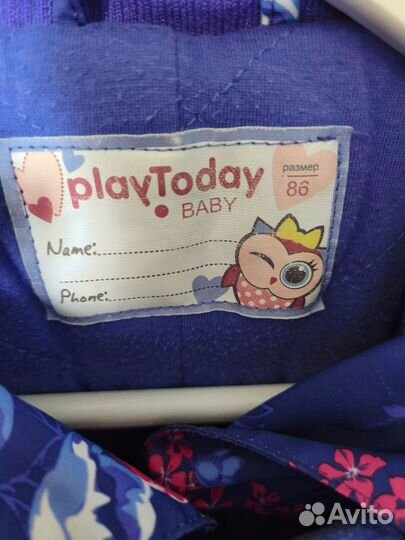 playToday
BABY
размер
86
Name:
Phone:
Avito